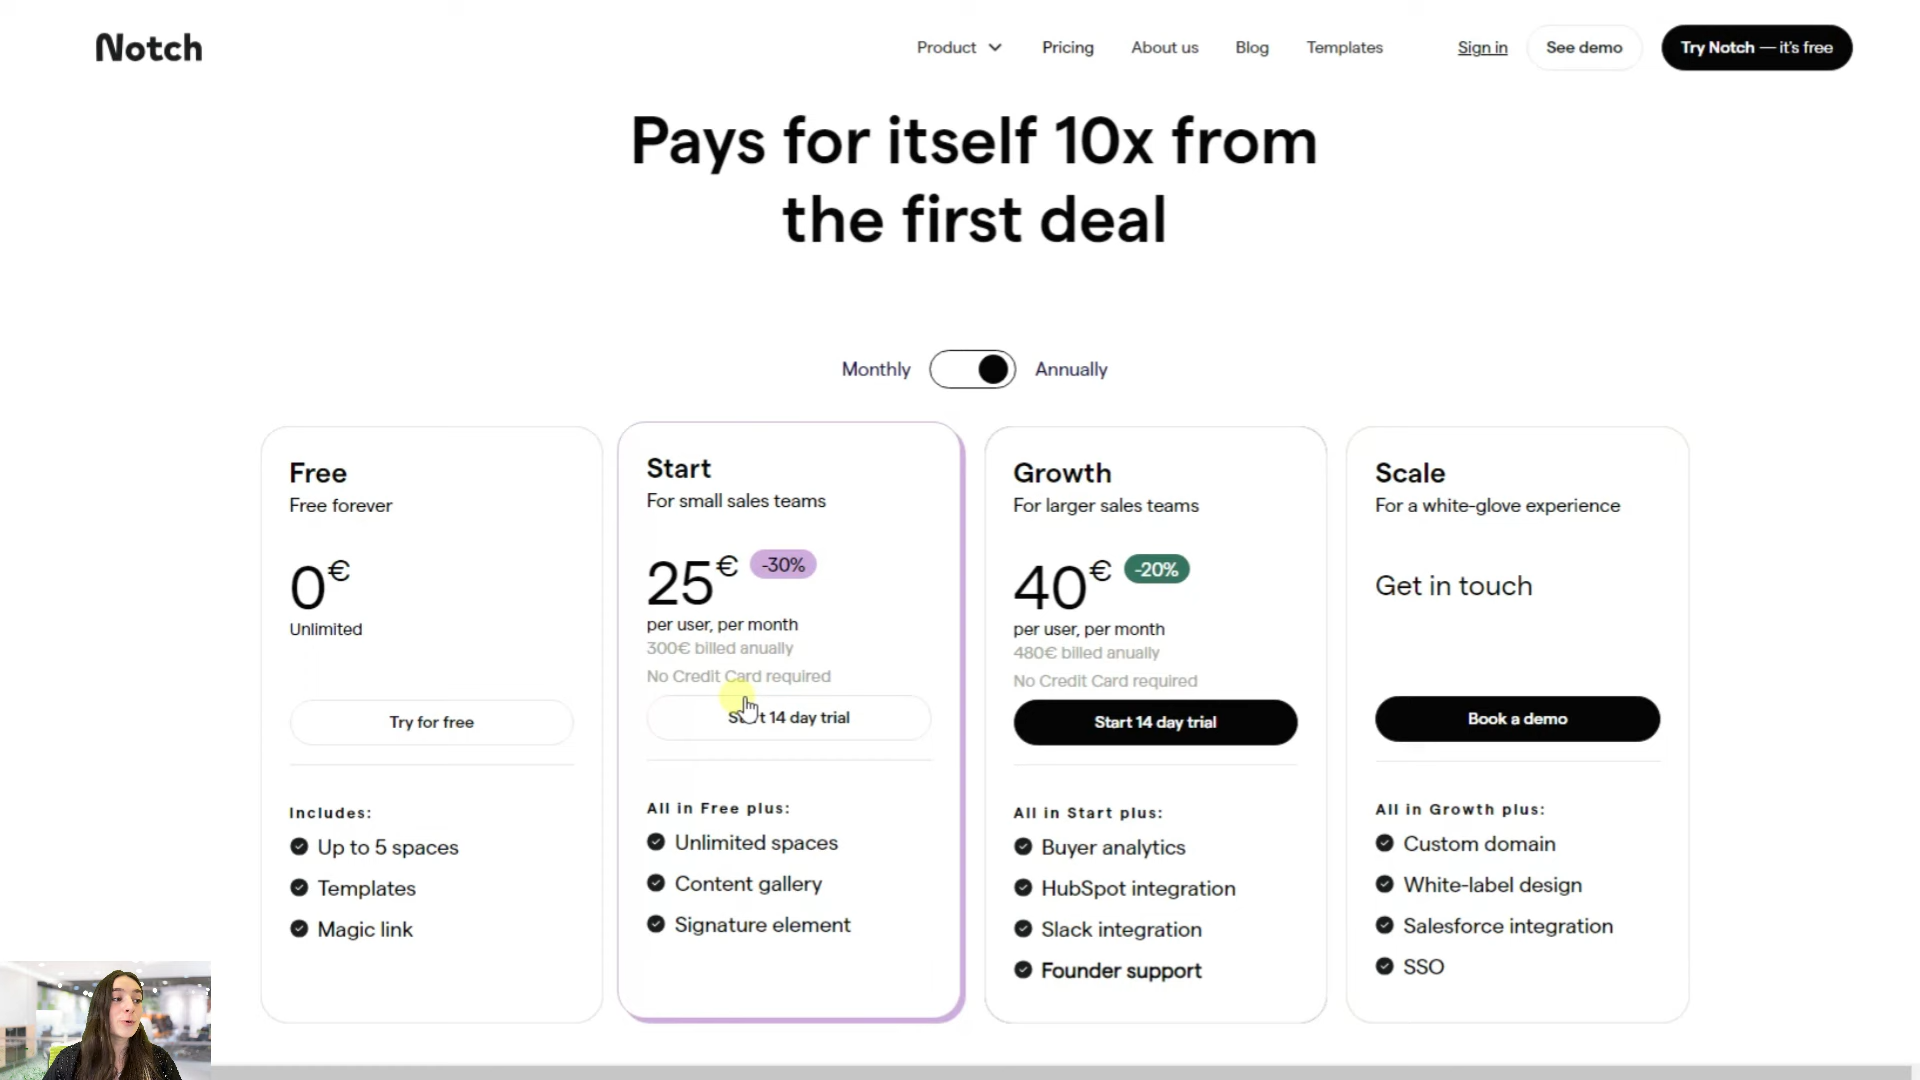 Notch
Product
Pricing
About us
Blog
Templates
Sign in
See demo
Try Notch — it's free
Pays for itself 10x from
the first deal
Monthly
Annually
Free
Free forever
0€
Unlimited
Try for free
Includes:
Up to 5 spaces
Templates
Magic link
Start
For small sales teams
25€ -30%
per user, per month
300€ billed anually
No Credit Card required
Start 14 day trial
All in Free plus:
Unlimited spaces
Content gallery
Signature element
Growth
For larger sales teams
40€ -20%
per user, per month
480€ billed anually
No Credit Card required
Start 14 day trial
All in Start plus:
Buyer analytics
HubSpot integration
Slack integration
Founder support
Scale
For a white-glove experience
Get in touch
Book a demo
All in Growth plus:
Custom domain
White-label design
Salesforce integration
SSO